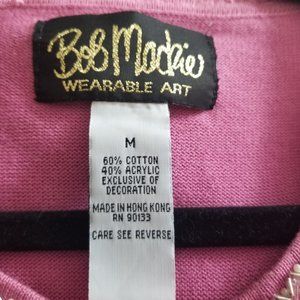 Bob Mackie
WEARABLE ART
M
60% COTTON
40% ACRYLIC
EXCLUSIVE OF
DECORATION
MADE IN HONG KONG
RN 90133
CARE SEE REVERSE